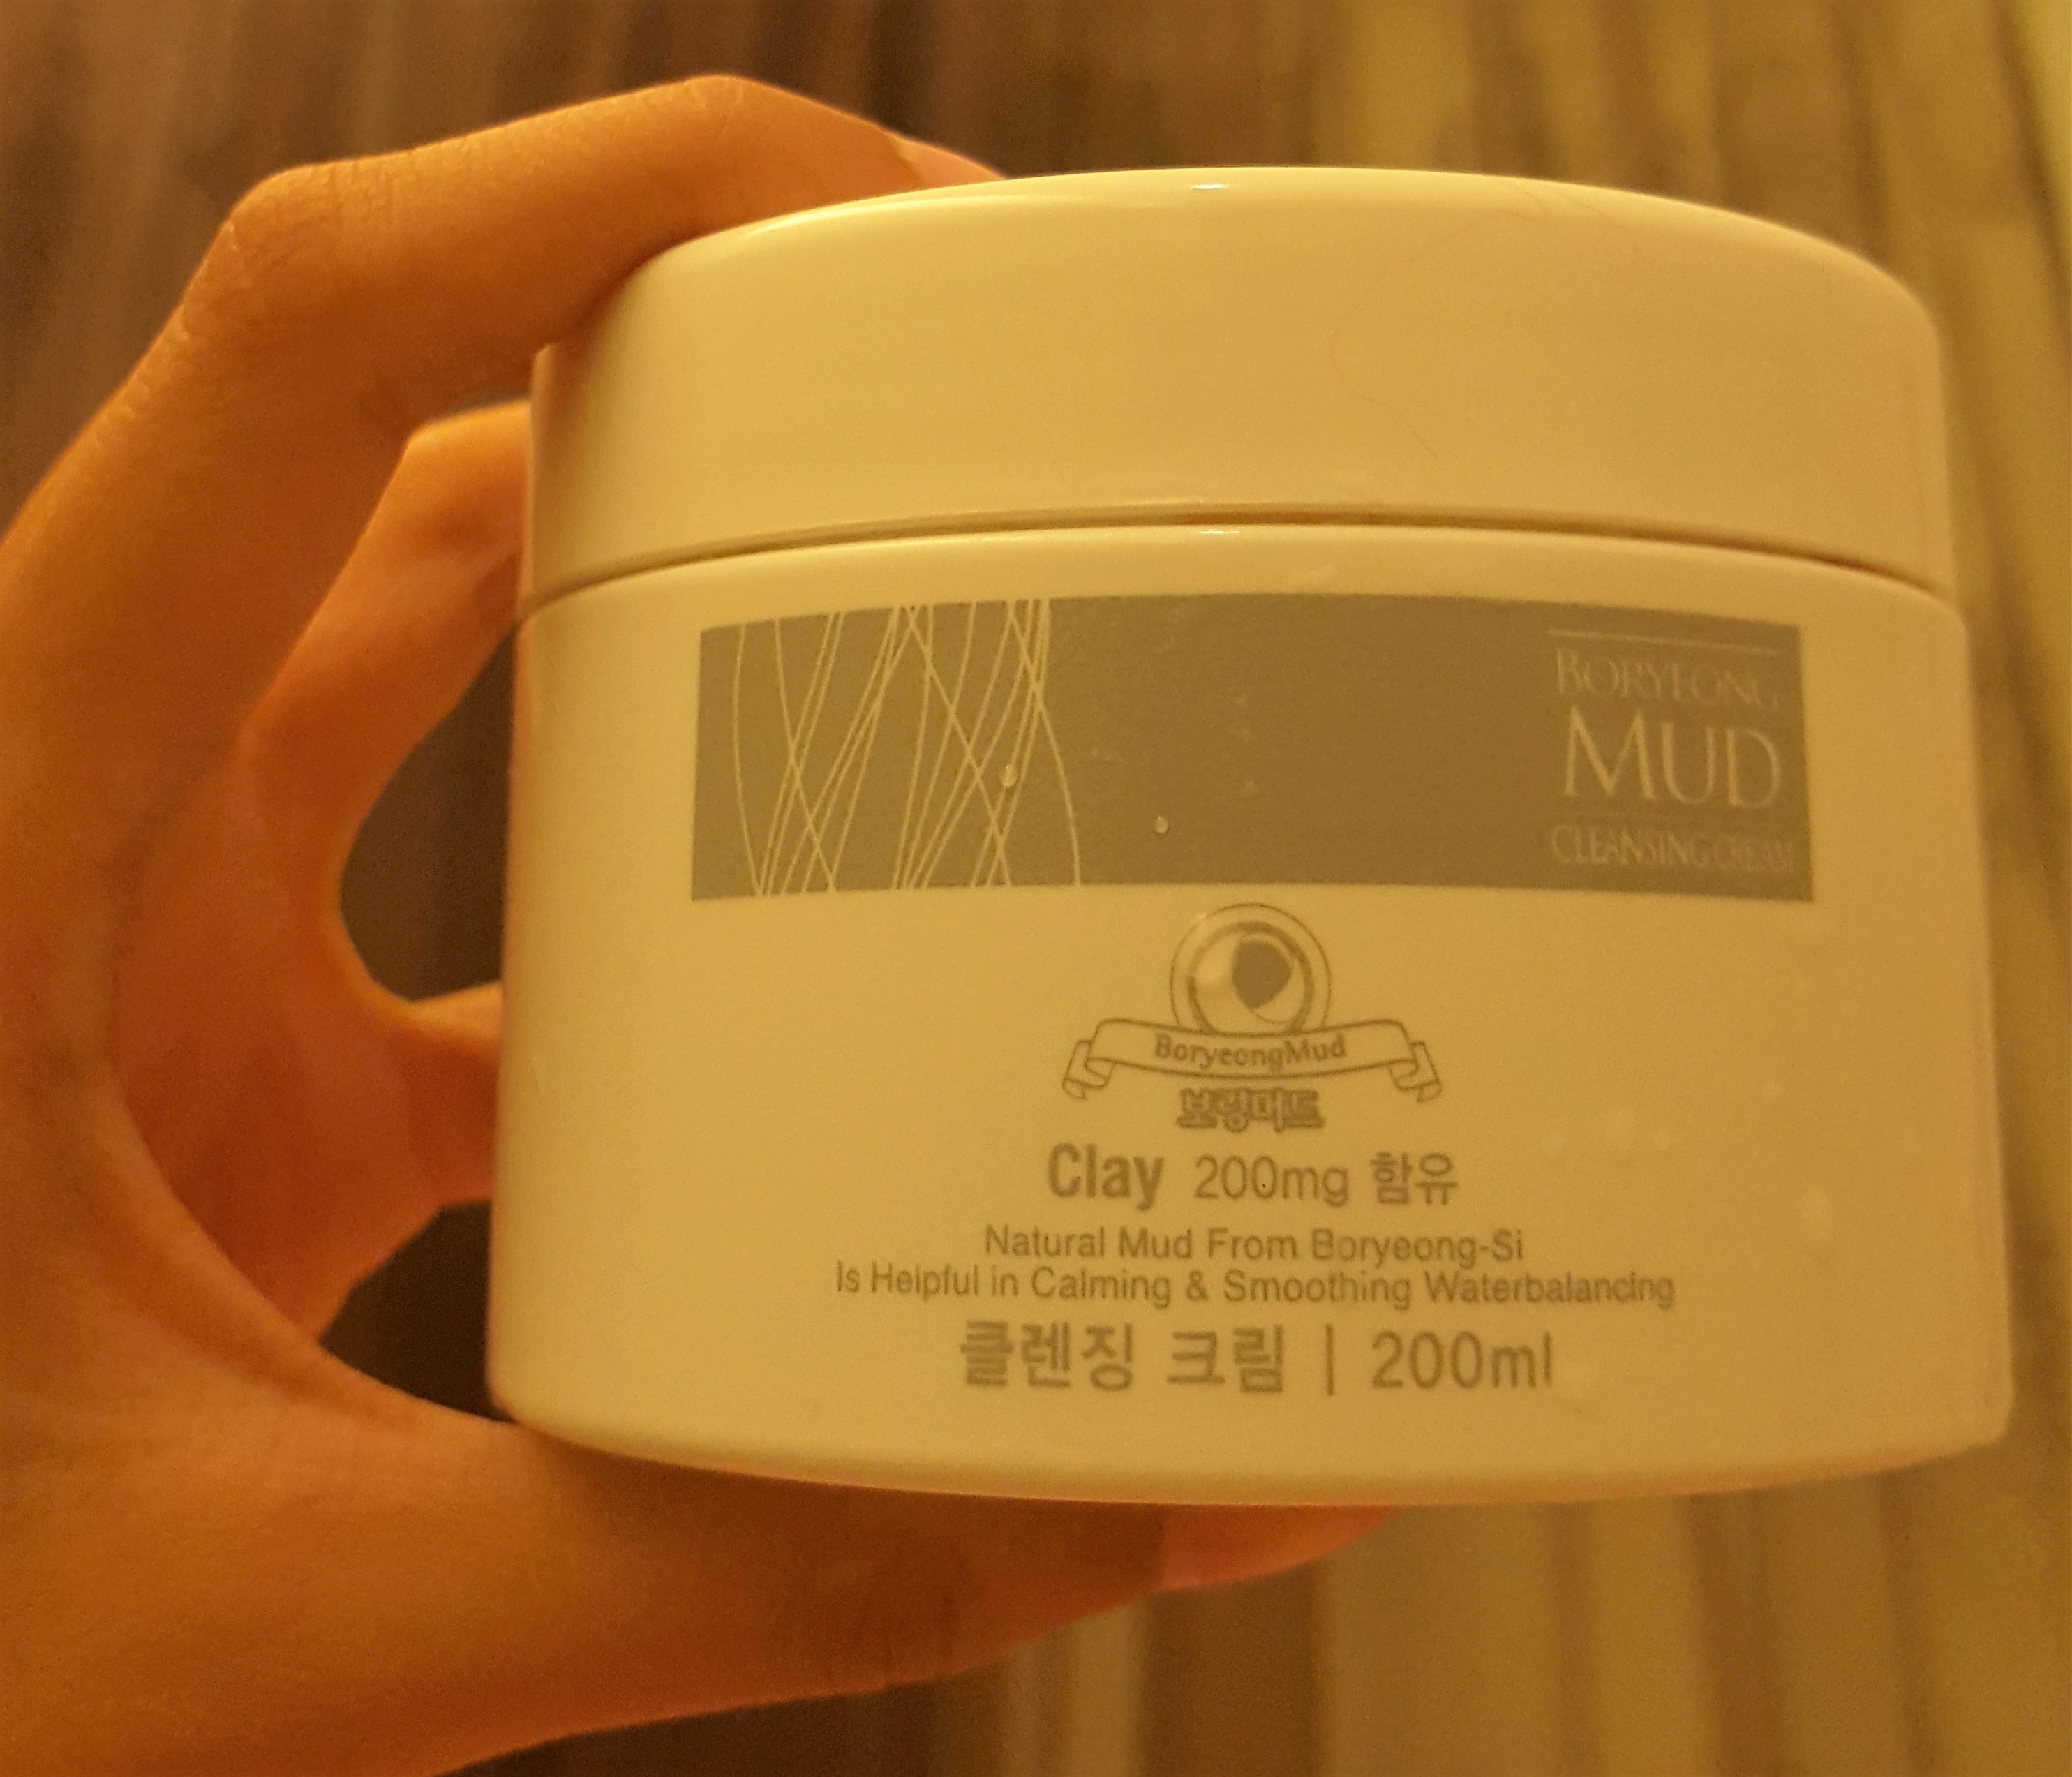 BORYEONG
MUD
CLEANSING CREAM
BoryeongMud
보령머드
Clay 200mg 함유
Natural Mud From Boryeong-Si
Is Helpful in Calming & Smoothing Waterbalancing
클렌징 크림 | 200ml